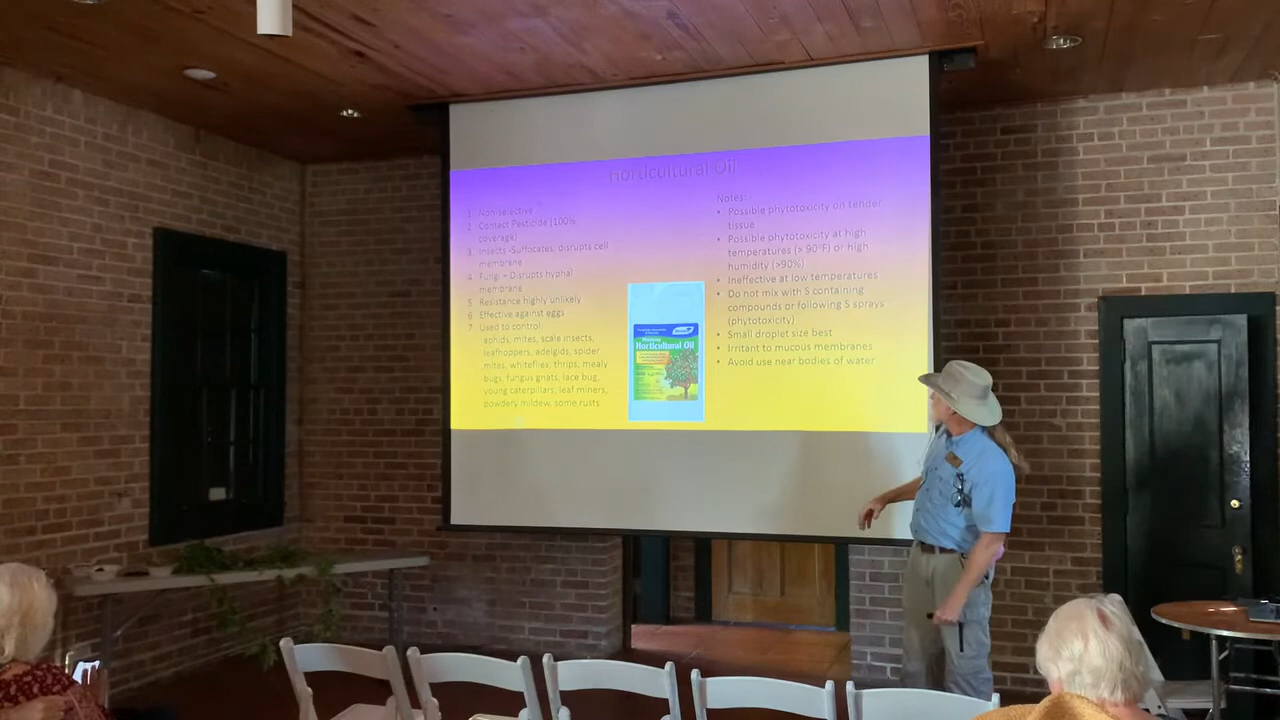 Horticultural Oil
1 Nonselective
2 Contact Pesticide (100%
coverage)
3 Insects -Suffocates, disrupts cell
membrane
4 Fungi – Disrupts hyphal
membrane
5 Resistance highly unlikely
6 Effective against eggs
7 Used to control:
aphids, mites, scale insects,
leafhoppers, adelgids, spider
mites, whiteflies, thrips, mealy
bugs, fungus gnats, lace bug,
young caterpillars, leaf miners,
powdery mildew, some rusts
Horticultural Oil
Notes:
• Possible phytotoxicity on tender
tissue
• Possible phytotoxicity at high
temperatures (> 90°F) or high
humidity (>90%)
• Ineffective at low temperatures
• Do not mix with S containing
compounds or following S sprays
(phytotoxicity)
• Small droplet size best
• Irritant to mucous membranes
• Avoid use near bodies of water